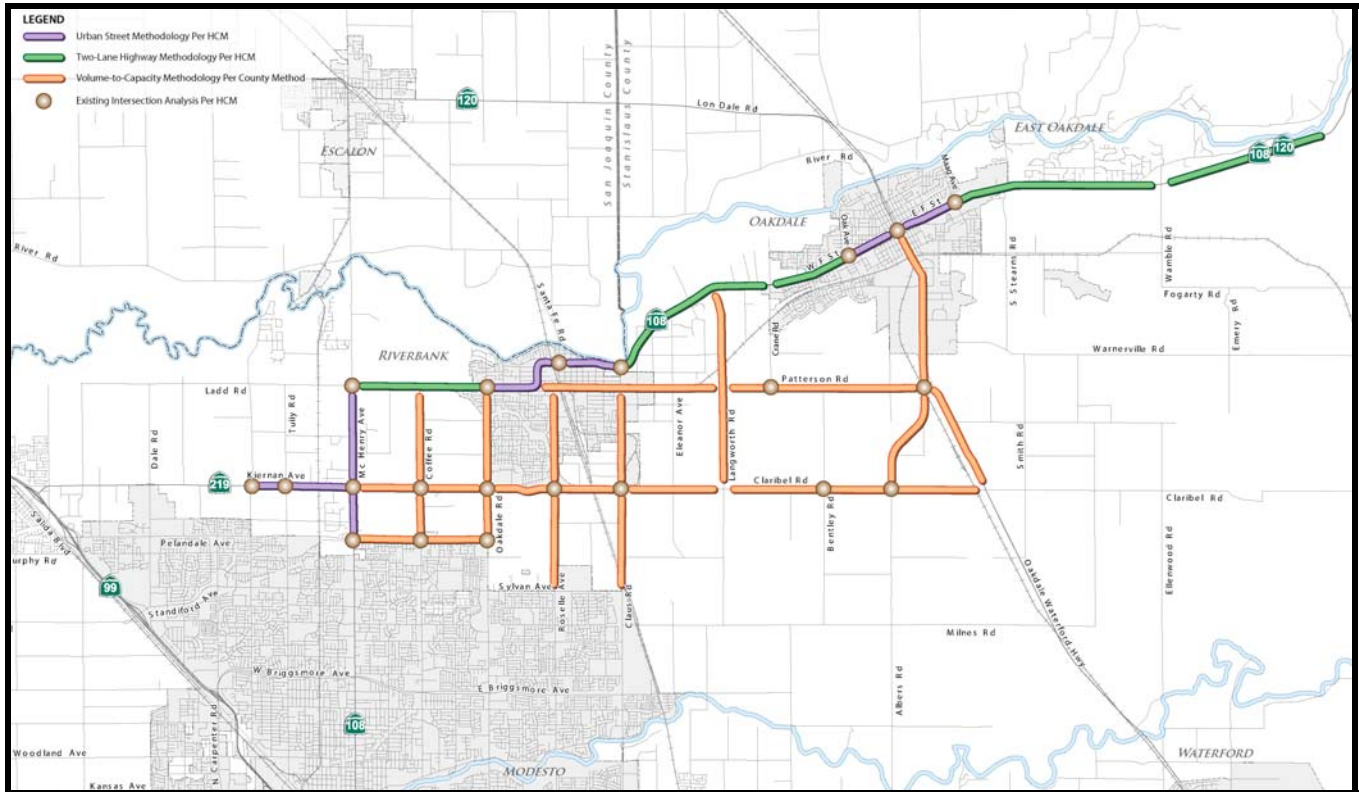 LEGEND
Urban Street Methodology Per HCM
Two-Lane Highway Methodology Per HCM
Volume-to-Capacity Methodology Per County Method
Existing Intersection Analysis Per HCM
San Joaquin County
Stanislaus County
120
Lon Dale Rd
ESCALON
EAST OAKDALE
108
120
River Rd
Maag Ave
OAKDALE
Oak Ave
E F St
W F St
River Rd
Santa Fe Rd
S Stearns Rd
Wamble Rd
Fogarty Rd
Emery Rd
108
Crane Rd
Warnerville Rd
RIVERBANK
Ladd Rd
Patterson Rd
Tully Rd
Mc Henry Ave
Coffee Rd
Eleanor Ave
Langworth Rd
Dale Rd
Smith Rd
Kiernan Ave
219
Claribel Rd
Claribel Rd
Salida Blvd
Pelandale Ave
Oakdale Rd
Bentley Rd
urphy Rd
99
Standiford Ave
Sylvan Ave
Roselle Ave
Claus Rd
Oakdale Waterford Hwy
Ellenwood Rd
Milnes Rd
W Briggsmore Ave
E Briggsmore Ave
Albers Rd
N Carpenter Rd
108
Woodland Ave
WATERFORD
MODESTO
Kansas Ave